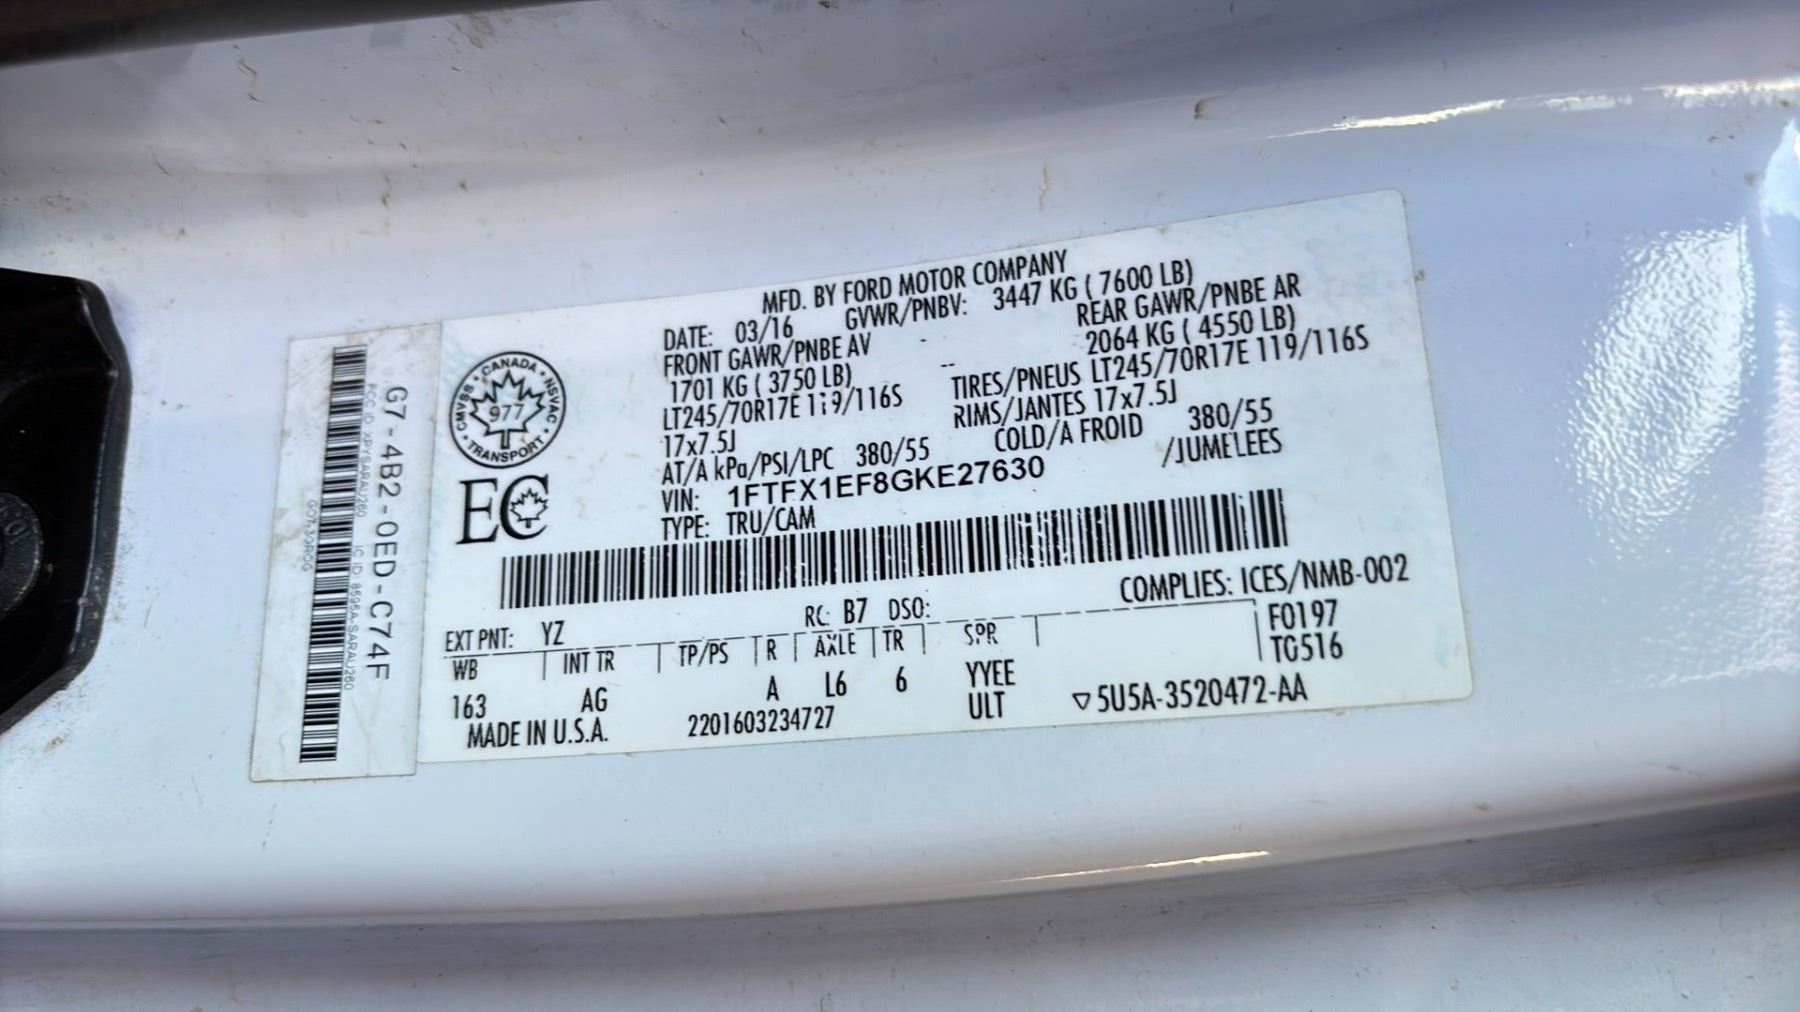 MFD. BY FORD MOTOR COMPANY
DATE: 03/16 GVWR/PNBV: 3447 KG ( 7600 LB)
FRONT GAWR/PNBE AV - REAR GAWR/PNBE AR
1701 KG ( 3750 LB) -- 2064 KG ( 4550 LB)
LT245/70R17E 119/116S TIRES/PNEUS LT245/70R17E 119/116S
17x7.5J RIMS/JANTES 17x7.5J
AT/A kPa/PSI/LPC 380/55 COLD/A FROID 380/55
VIN: 1FTFX1EF8GKE27630 /JUMELEES
TYPE: TRU/CAM
CANADA · NSVAC · TRANSPORT · CMVSS
977
EC
COMPLIES: ICES/NMB-002
RC: B7 DSO:
EXT PNT: YZ F0197
WB INT TR TP/PS R AXLE TR SPR TG516
163 AG A L6 6 YYEE
ULT
MADE IN U.S.A. 2201603234727 5U5A-3520472-AA
G7-4B2-0ED-C74F